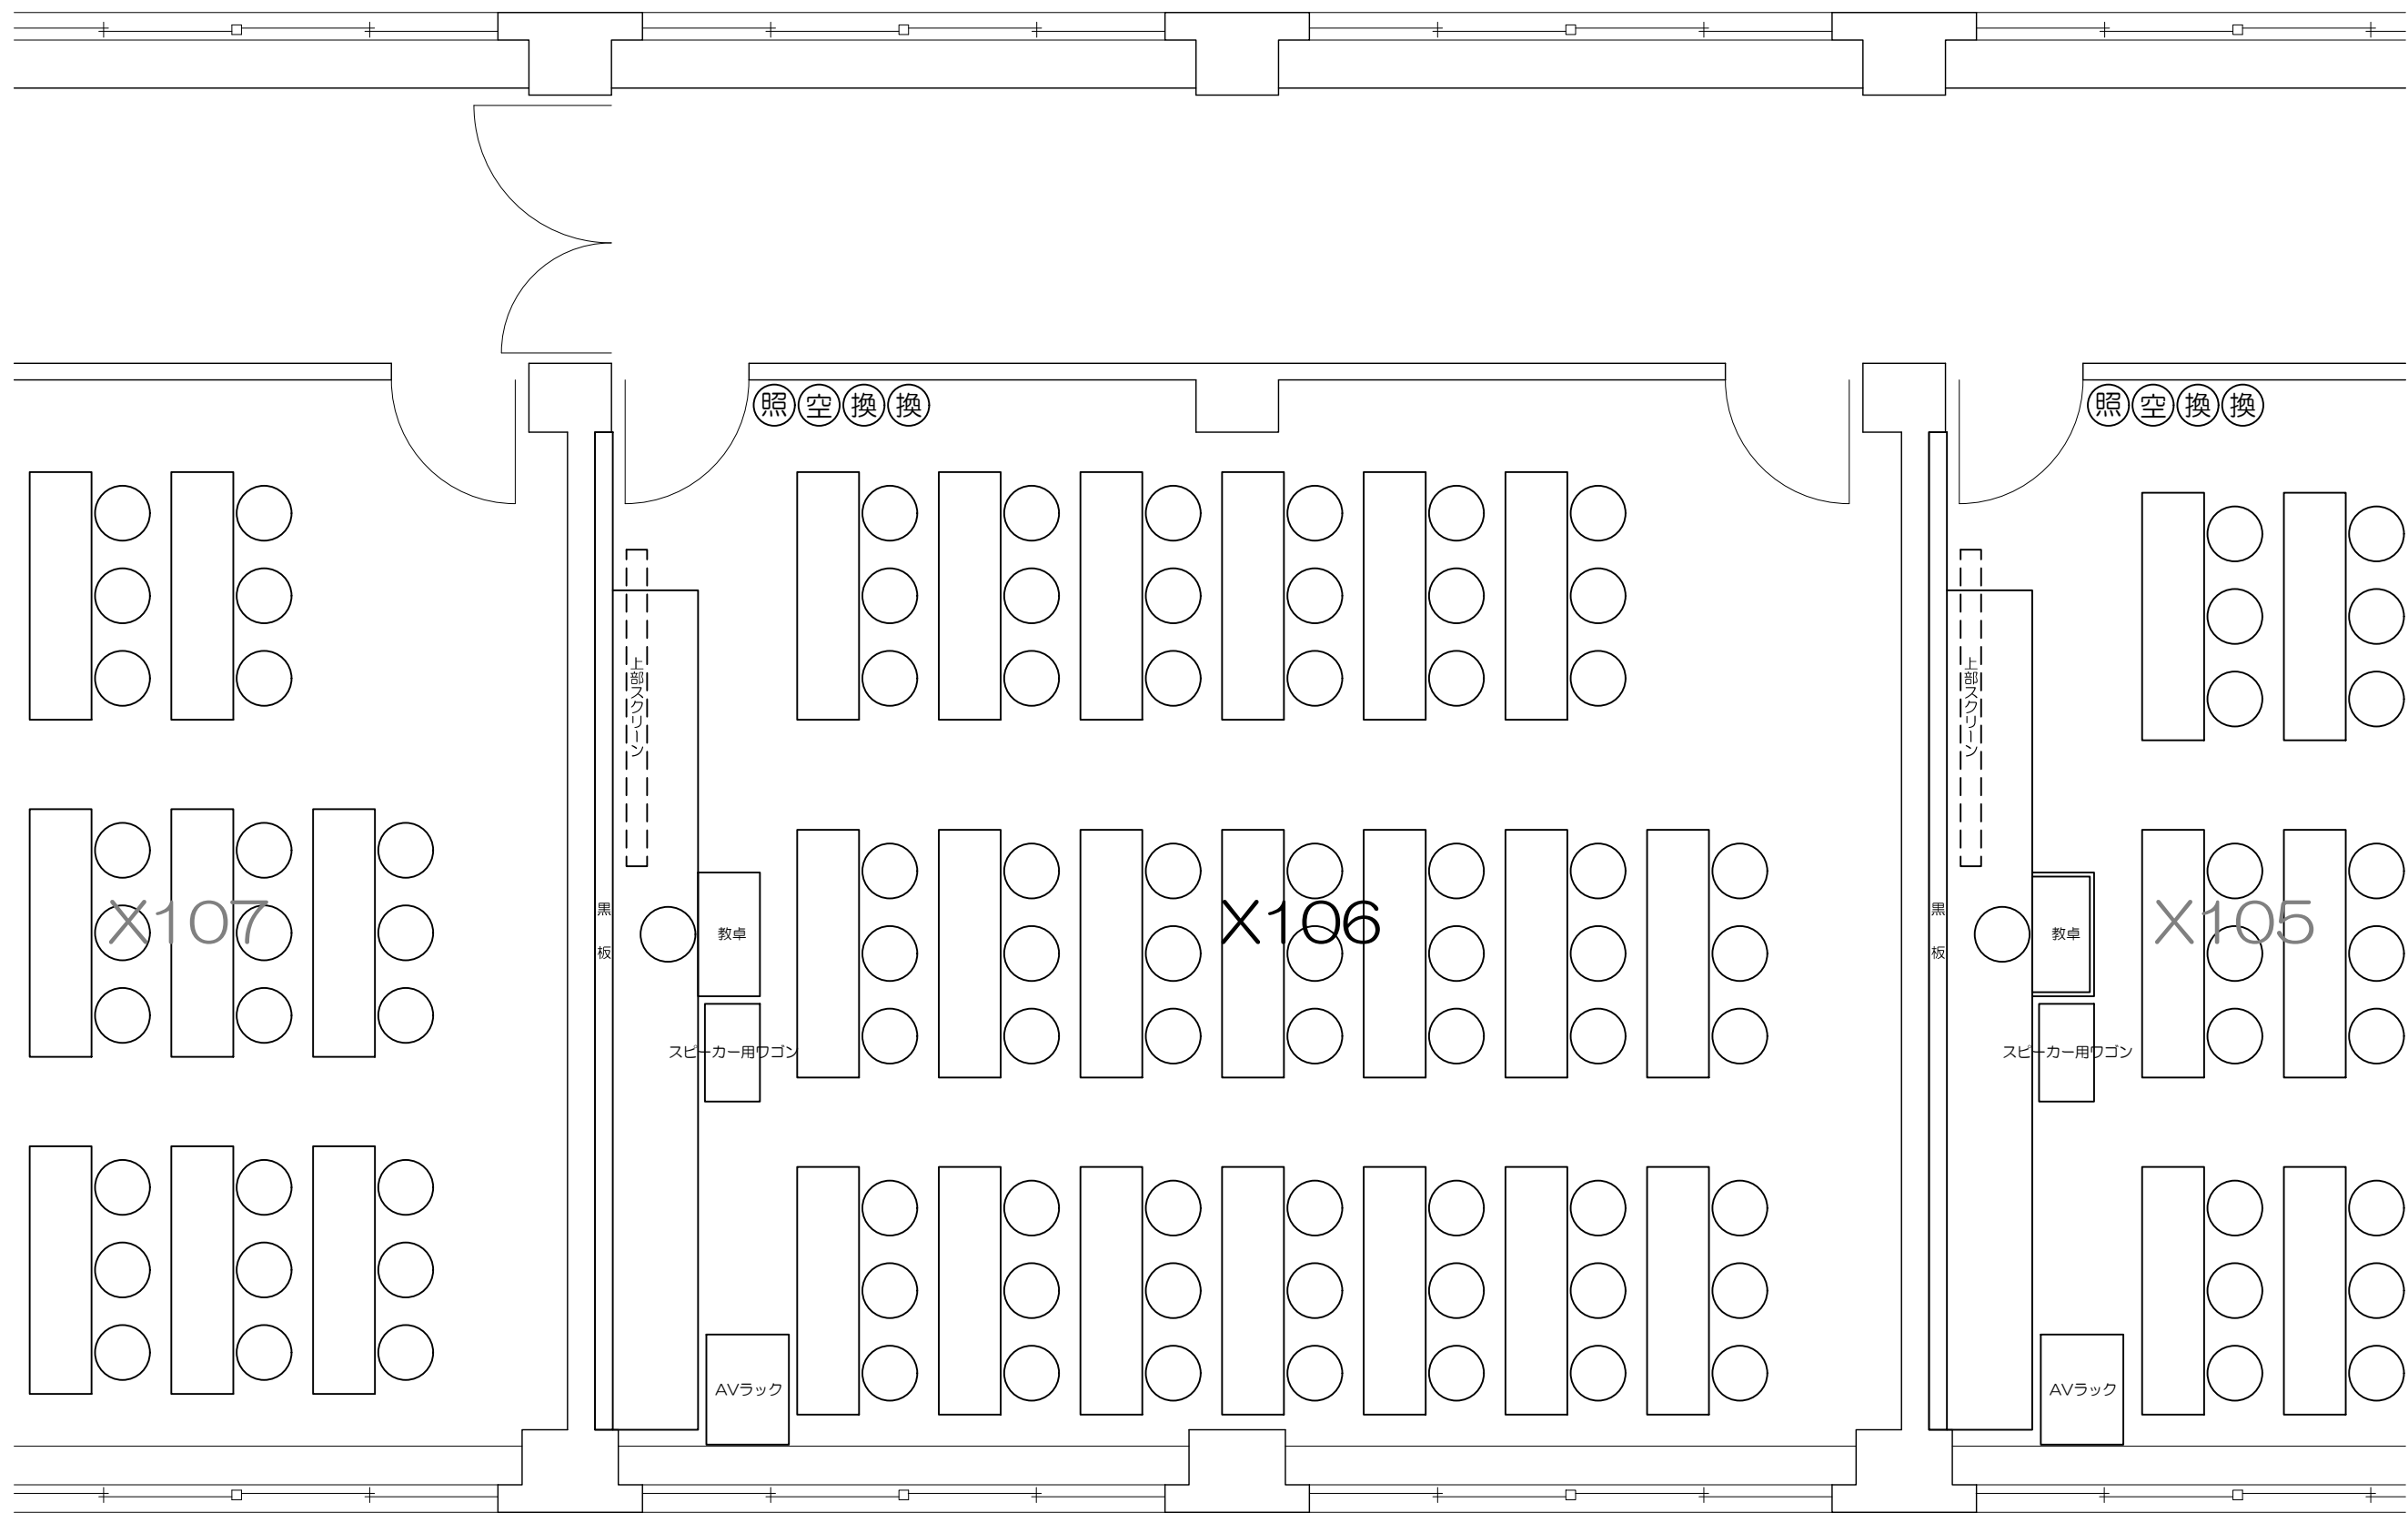 照空換換
照空換換
上部スクリーン
上部スクリーン
X107
黒板
教卓
X106
黒板
教卓
X105
スピーカー用ワゴン
スピーカー用ワゴン
AVラック
AVラック